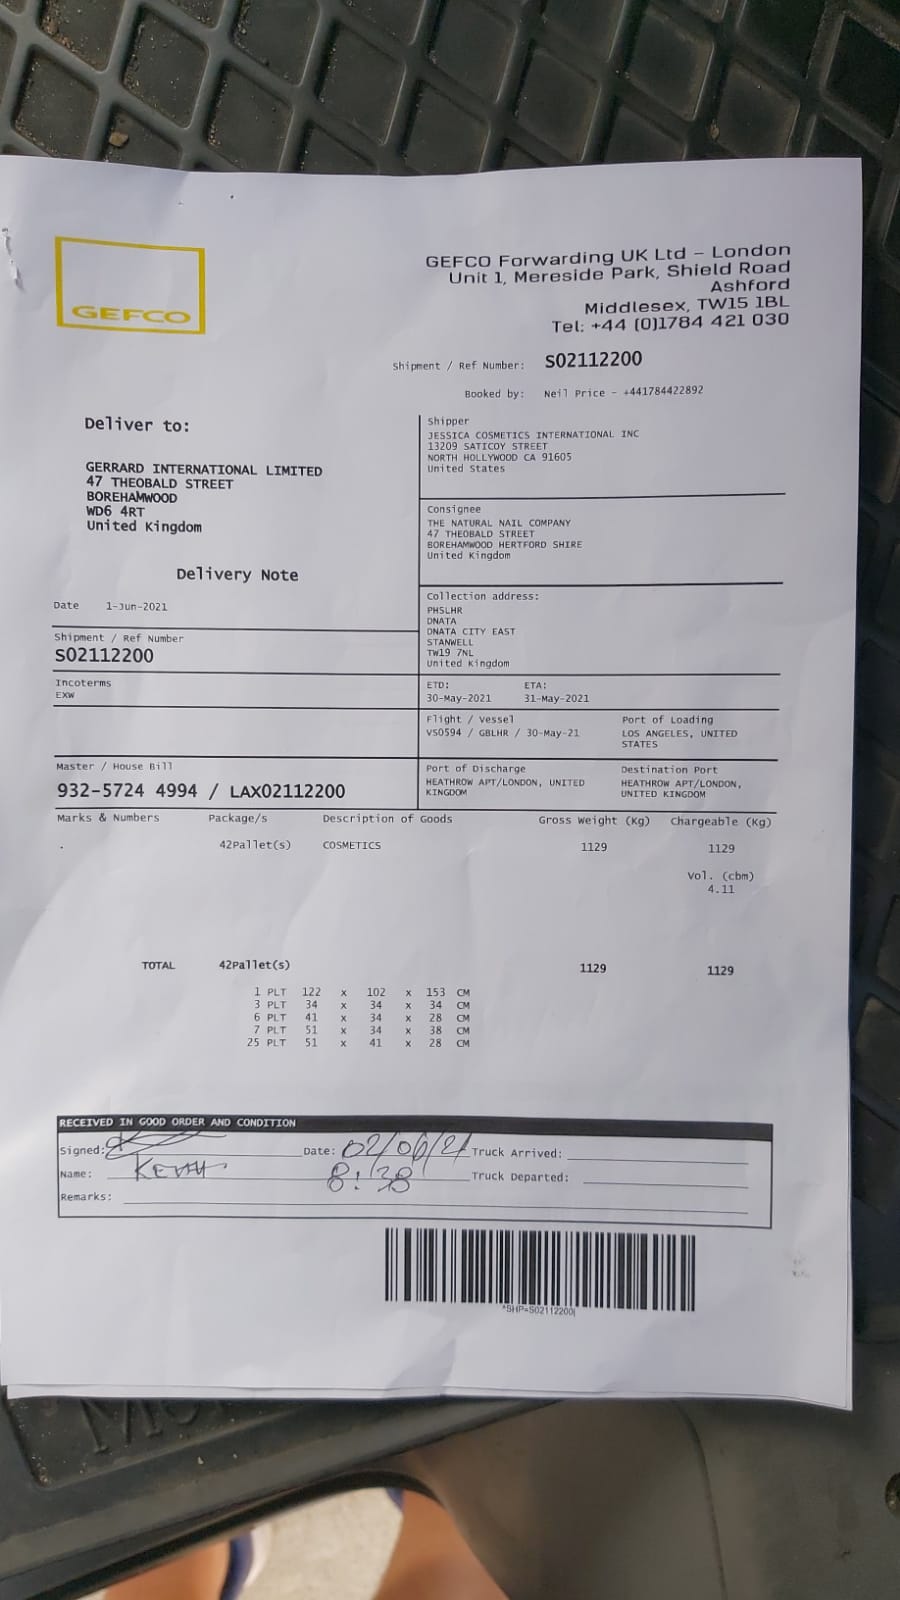 GEFCO
GEFCO Forwarding UK Ltd – London
Unit 1, Mereside Park, Shield Road
Ashford
Middlesex, TW15 1BL
Tel: +44 (0)1784 421 030
Shipment / Ref Number: S02112200
Booked by: Neil Price - +441784422892
Deliver to:
GERRARD INTERNATIONAL LIMITED
47 THEOBALD STREET
BOREHAMWOOD
WD6 4RT
United Kingdom
Delivery Note
Date 1-Jun-2021
Shipment / Ref Number
S02112200
Incoterms
EXW
Master / House Bill
932-5724 4994 / LAX02112200
Shipper
JESSICA COSMETICS INTERNATIONAL INC
13209 SATICOY STREET
NORTH HOLLYWOOD CA 91605
United States
Consignee
THE NATURAL NAIL COMPANY
47 THEOBALD STREET
BOREHAMWOOD HERTFORD SHIRE
United Kingdom
Collection address:
PHSLHR
DNATA
DNATA CITY EAST
STANWELL
TW19 7NL
United Kingdom
ETD: ETA:
30-May-2021 31-May-2021
Flight / Vessel Port of Loading
VS0594 / GBLHR / 30-May-21 LOS ANGELES, UNITED
STATES
Port of Discharge Destination Port
HEATHROW APT/LONDON, UNITED HEATHROW APT/LONDON,
KINGDOM UNITED KINGDOM
Marks & Numbers Package/s Description of Goods Gross Weight (Kg) Chargeable (Kg)
. 42Pallet(s) COSMETICS 1129 1129
Vol. (cbm)
4.11
TOTAL 42Pallet(s) 1129 1129
1 PLT 122 x 102 x 153 CM
3 PLT 34 x 34 x 34 CM
6 PLT 41 x 34 x 28 CM
7 PLT 51 x 34 x 38 CM
25 PLT 51 x 41 x 28 CM
RECEIVED IN GOOD ORDER AND CONDITION
Signed: Date: 02/06/21 Truck Arrived:
Name: 8:38 Truck Departed:
Remarks:
*SHP=S02112200|